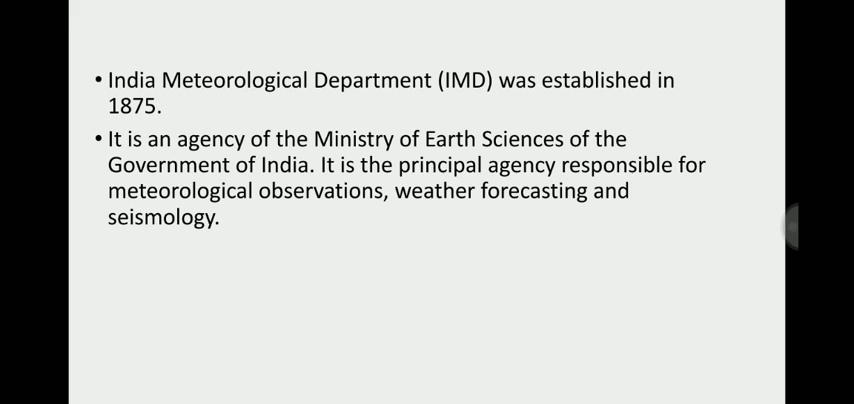 • India Meteorological Department (IMD) was established in
1875.
• It is an agency of the Ministry of Earth Sciences of the
Government of India. It is the principal agency responsible for
meteorological observations, weather forecasting and
seismology.